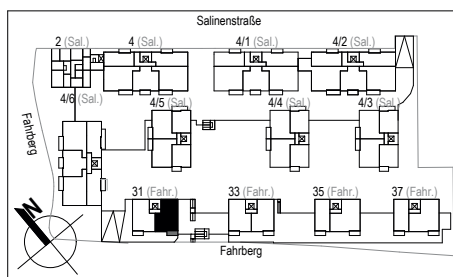 Salinenstraße
2 (Sal.) 4 (Sal.) 4/1 (Sal.) 4/2 (Sal.)
4/6 (Sal.) 4/5 (Sal.) 4/4 (Sal.) 4/3 (Sal.)
Fahrberg
31 (Fahr.) 33 (Fahr.) 35 (Fahr.) 37 (Fahr.)
N
Fahrberg